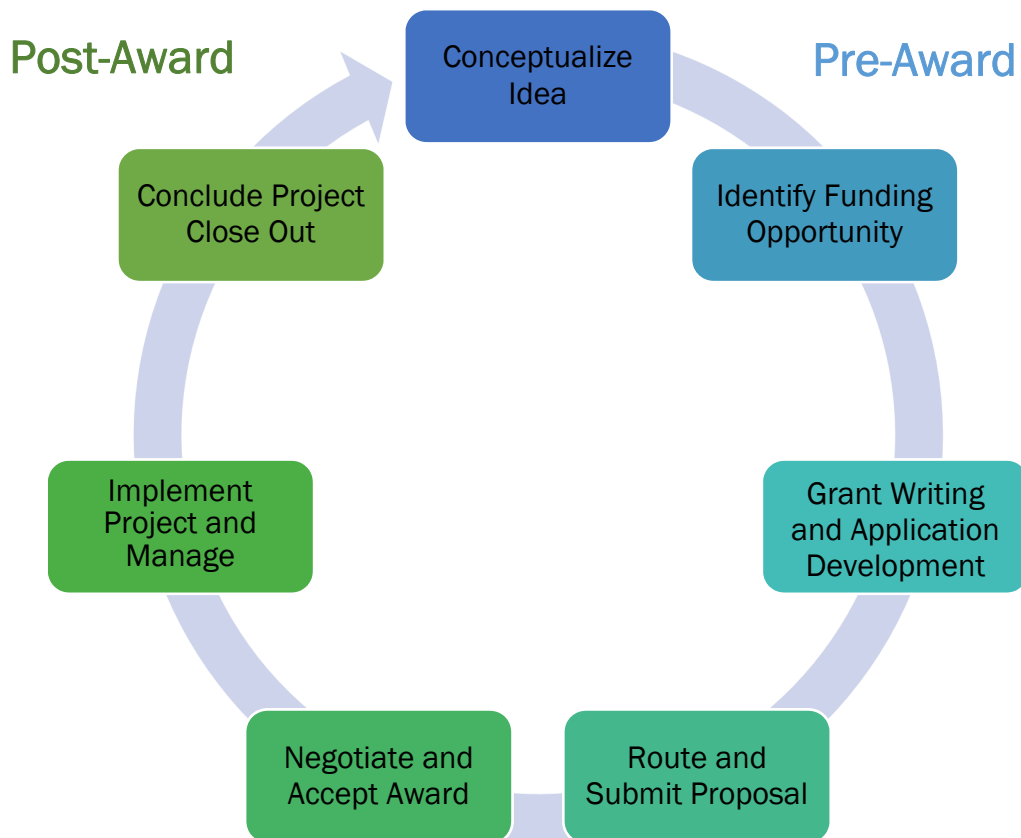 Post-Award
Pre-Award
Conceptualize
Idea
Identify Funding
Opportunity
Grant Writing
and Application
Development
Route and
Submit Proposal
Negotiate and
Accept Award
Implement
Project and
Manage
Conclude Project
Close Out